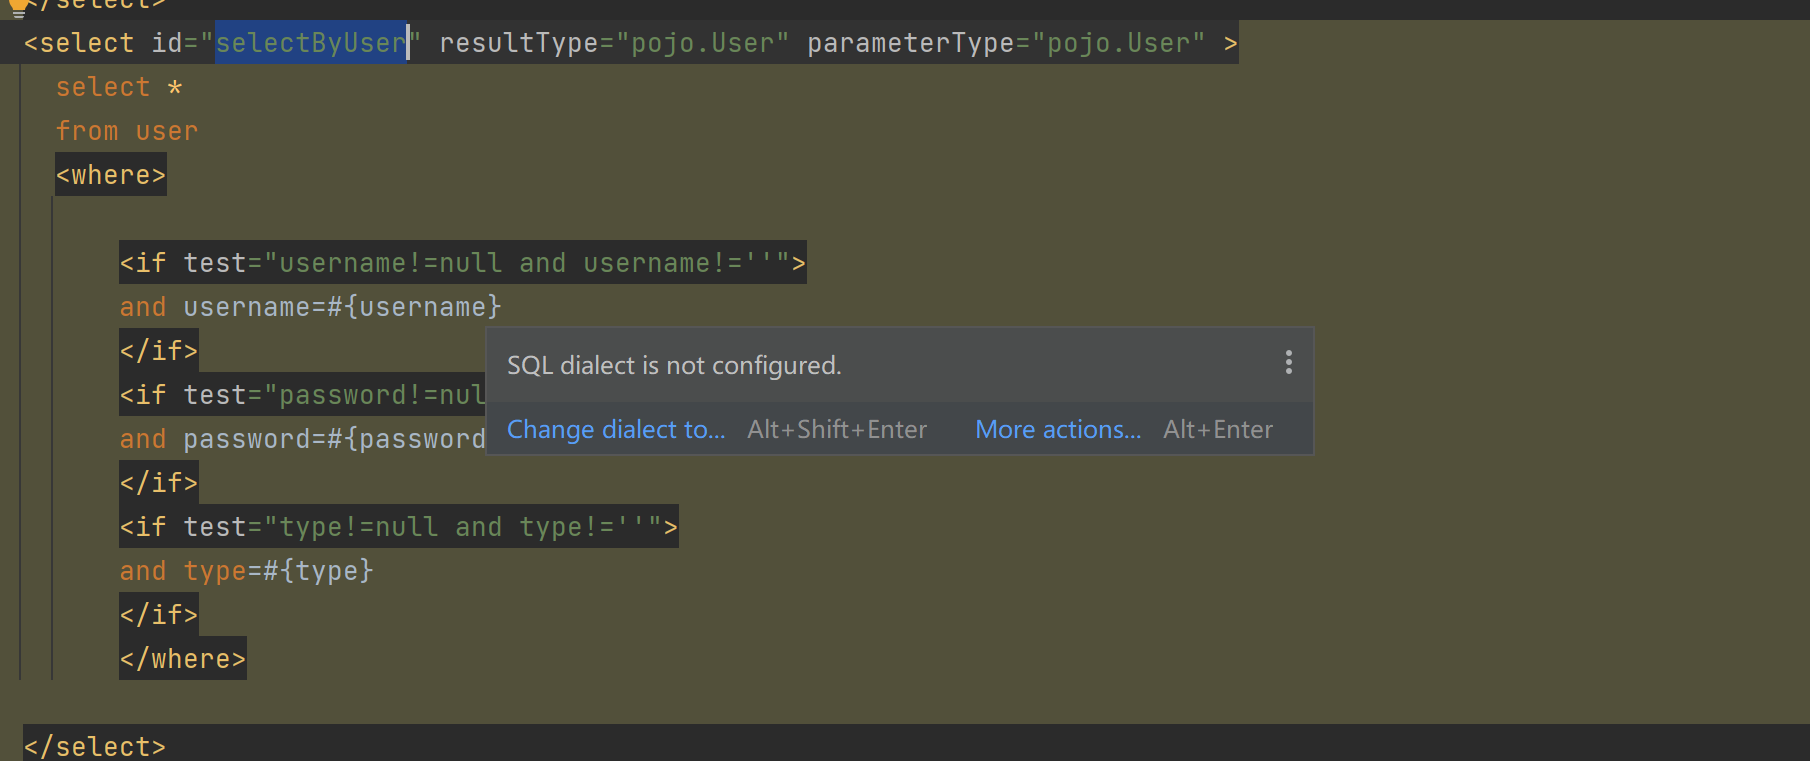 </select>
<select id="selectByUser" resultType="pojo.User" parameterType="pojo.User" >
select *
from user
<where>
<if test="username!=null and username!=''">
and username=#{username}
</if>
<if test="password!=nul
and password=#{password
</if>
<if test="type!=null and type!=''">
and type=#{type}
</if>
</where>
</select>
SQL dialect is not configured.
Change dialect to... Alt+Shift+Enter More actions... Alt+Enter